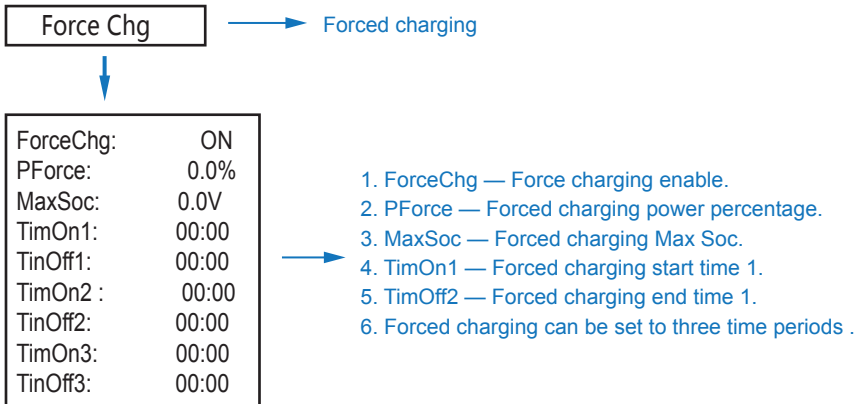 Force Chg
Forced charging
ForceChg: ON
PForce: 0.0%
MaxSoc: 0.0V
TimOn1: 00:00
TinOff1: 00:00
TimOn2 : 00:00
TinOff2: 00:00
TimOn3: 00:00
TinOff3: 00:00
1. ForceChg — Force charging enable.
2. PForce — Forced charging power percentage.
3. MaxSoc — Forced charging Max Soc.
4. TimOn1 — Forced charging start time 1.
5. TimOff2 — Forced charging end time 1.
6. Forced charging can be set to three time periods .